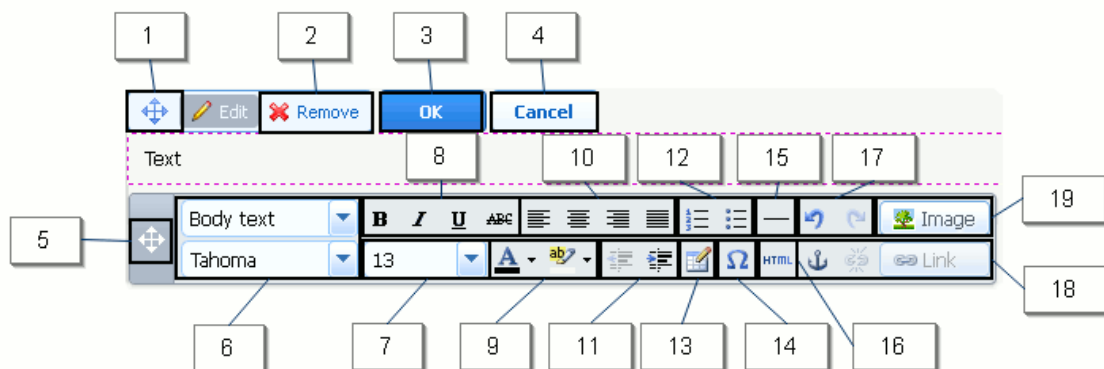 1 2 3 4
Edit Remove OK Cancel
Text
8 10 12 15 17
19
5
Body text B I U ABC Image
Tahoma 13 A ab Ω HTML Link
18
6 7 9 11 13 14 16